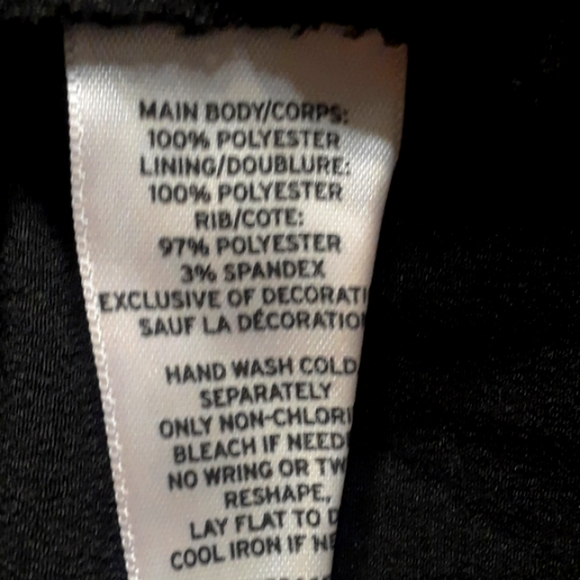 MAIN BODY/CORPS:
100% POLYESTER
LINING/DOUBLURE:
100% POLYESTER
RIB/COTE:
97% POLYESTER
3% SPANDEX
EXCLUSIVE OF DECORATI
SAUF LA DÉCORATIO
HAND WASH COLD
SEPARATELY
ONLY NON-CHLORI
BLEACH IF NEED
NO WRING OR TW
RESHAPE,
LAY FLAT TO D
COOL IRON IF NE